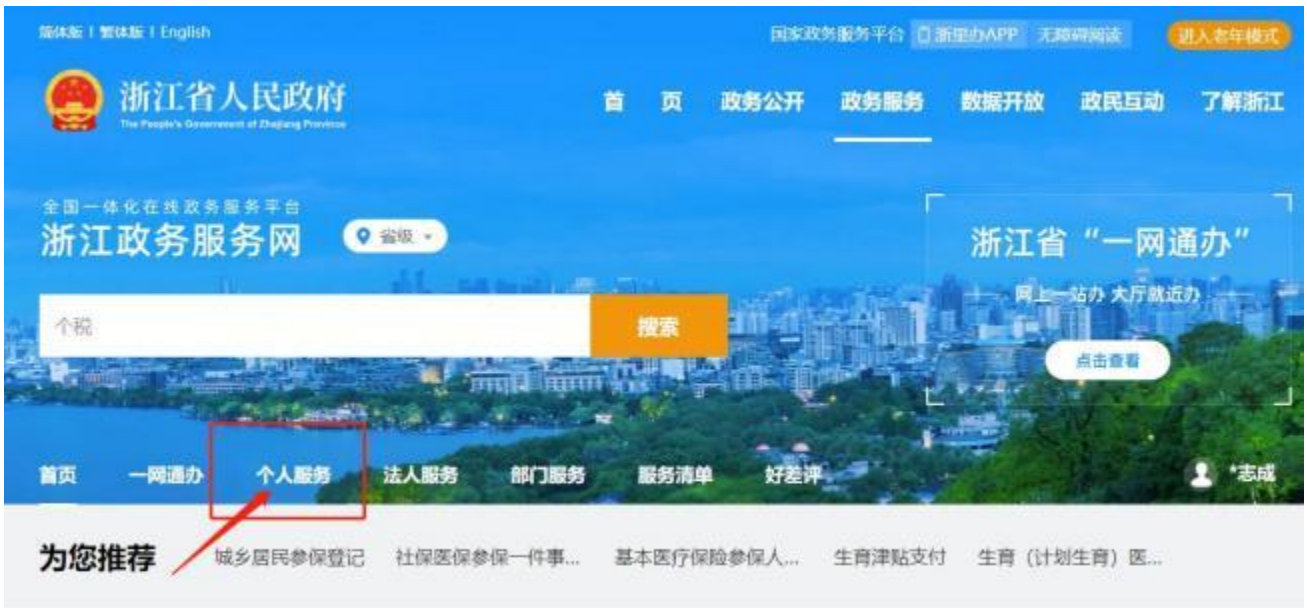 简体版 | 繁体版 | English
国家政务服务平台 浙里办APP 无障碍阅读 进入老年模式
浙江省人民政府
The People's Government of Zhejiang Province
首 页 政务公开 政务服务 数据开放 政民互动 了解浙江
全国一体化在线政务服务平台
浙江政务服务网 省级
浙江省“一网通办”
网上一站办 大厅就近办
个税 搜索
点击查看
首页 一网通办 个人服务 法人服务 部门服务 服务清单 好差评 *志成
为您推荐 城乡居民参保登记 社保医保参保一件事... 基本医疗保险参保人... 生育津贴支付 生育（计划生育）医...